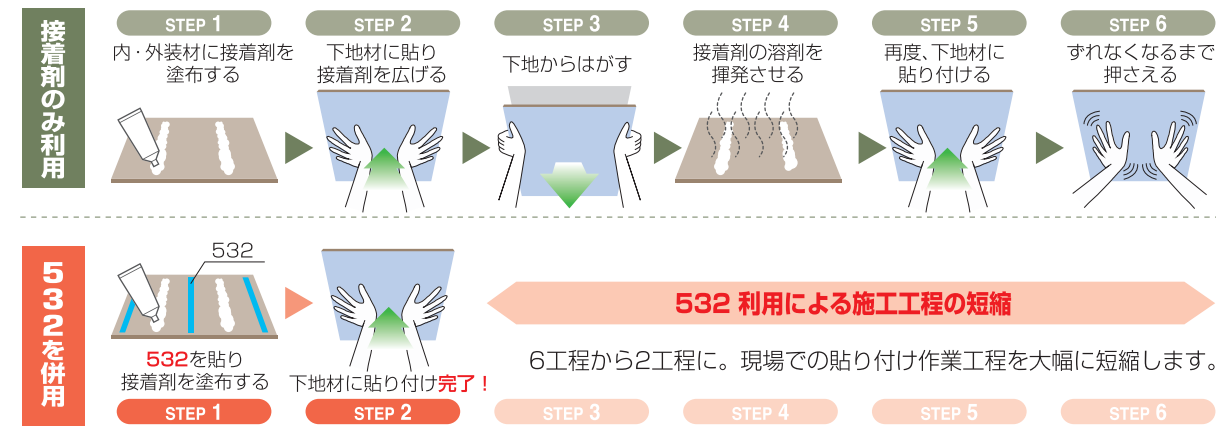 接着剤のみ利用
STEP 1
内・外装材に接着剤を
塗布する
STEP 2
下地材に貼り
接着剤を広げる
STEP 3
下地からはがす
STEP 4
接着剤の溶剤を
揮発させる
STEP 5
再度、下地材に
貼り付ける
STEP 6
ずれなくなるまで
押さえる
532を併用
532
532を貼り
接着剤を塗布する
STEP 1
下地材に貼り付け完了!
STEP 2
532 利用による施工工程の短縮
6工程から2工程に。現場での貼り付け作業工程を大幅に短縮します。
STEP 3
STEP 4
STEP 5
STEP 6